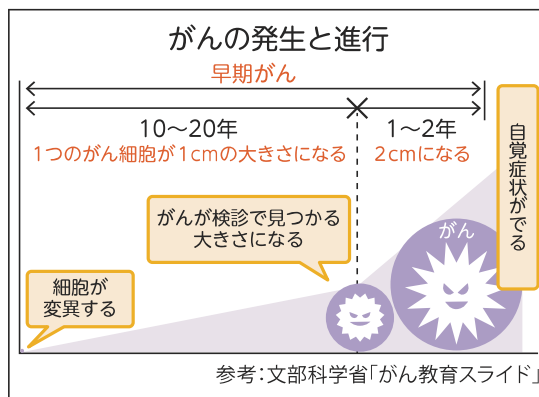 がんの発生と進行
早期がん
10〜20年
1つのがん細胞が1cmの大きさになる
1〜2年
2cmになる
自覚症状がでる
がんが検診で見つかる
大きさになる
がん
細胞が
変異する
参考：文部科学省「がん教育スライド」